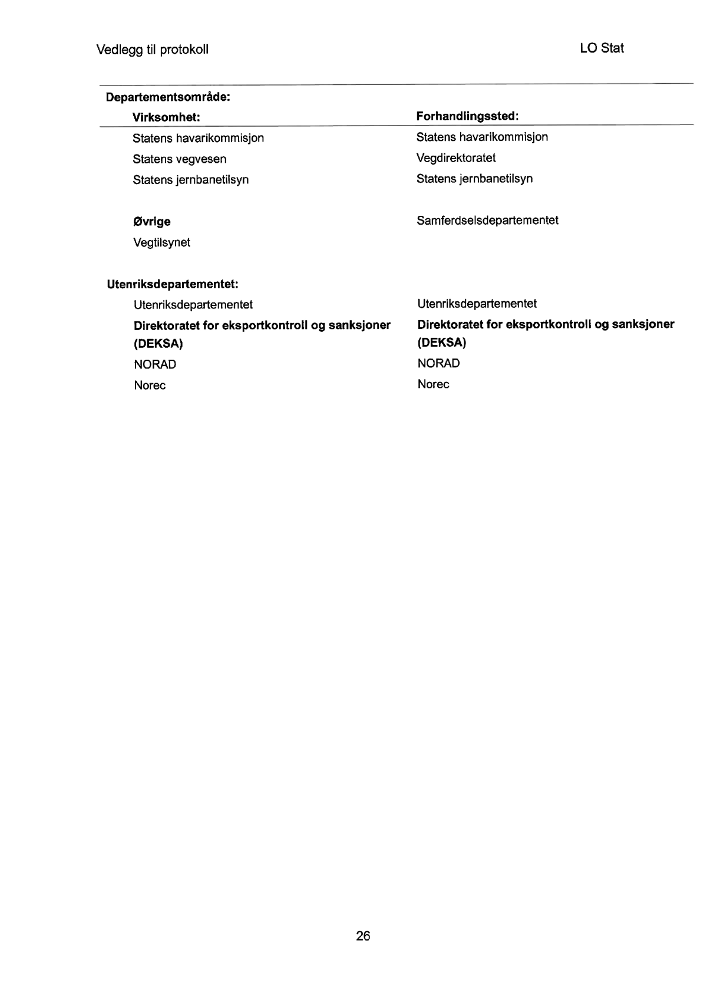 Vedlegg til protokoll LO Stat
Departementsområde:
Virksomhet: Forhandlingssted:
Statens havarikommisjon Statens havarikommisjon
Statens vegvesen Vegdirektoratet
Statens jernbanetilsyn Statens jernbanetilsyn
Øvrige Samferdselsdepartementet
Vegtilsynet
Utenriksdepartementet:
Utenriksdepartementet Utenriksdepartementet
Direktoratet for eksportkontroll og sanksjoner Direktoratet for eksportkontroll og sanksjoner
(DEKSA) (DEKSA)
NORAD NORAD
Norec Norec
26